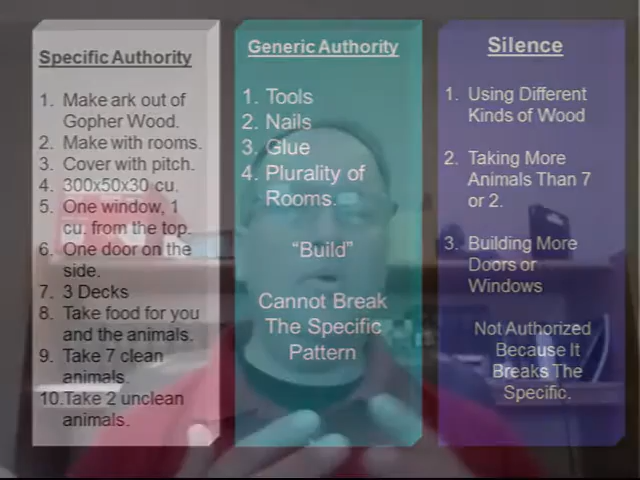 Specific Authority
1. Make ark out of
Gopher Wood.
2. Make with rooms.
3. Cover with pitch.
4. 300x50x30 cu.
5. One window, 1
cu. from the top.
6. One door on the
side.
7. 3 Decks
8. Take food for you
and the animals.
9. Take 7 clean
animals.
10.Take 2 unclean
animals.
Generic Authority
1. Tools
2. Nails
3. Glue
4. Plurality of
Rooms.
“Build”
Cannot Break
The Specific
Pattern
Silence
1. Using Different
Kinds of Wood
2. Taking More
Animals Than 7
or 2.
3. Building More
Doors or
Windows
Not Authorized
Because It
Breaks The
Specific.